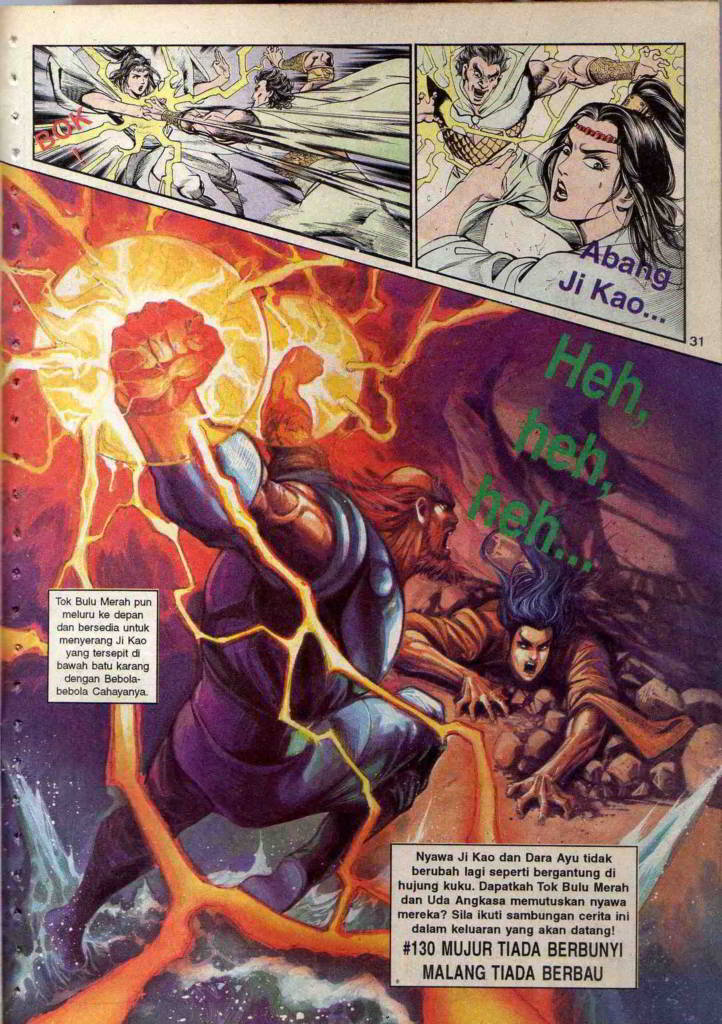 BOK
!
Abang
Ji Kao...
31
Heh,
heh,
heh...
Tok Bulu Merah pun
meluru ke depan
dan bersedia untuk
menyerang Ji Kao
yang tersepit di
bawah batu karang
dengan Bebola-
bebola Cahayanya.
Nyawa Ji Kao dan Dara Ayu tidak
berubah lagi seperti bergantung di
hujung kuku. Dapatkah Tok Bulu Merah
dan Uda Angkasa memutuskan nyawa
mereka? Sila ikuti sambungan cerita ini
dalam keluaran yang akan datang!
#130 MUJUR TIADA BERBUNYI
MALANG TIADA BERBAU